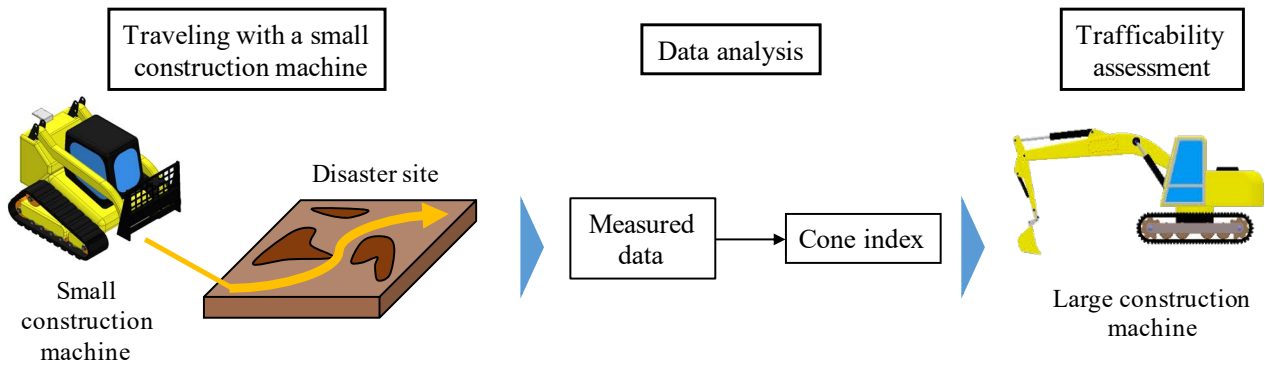 Traveling with a small
construction machine
Data analysis
Trafficability
assessment
Disaster site
Measured
data
Cone index
Small
construction
machine
Large construction
machine